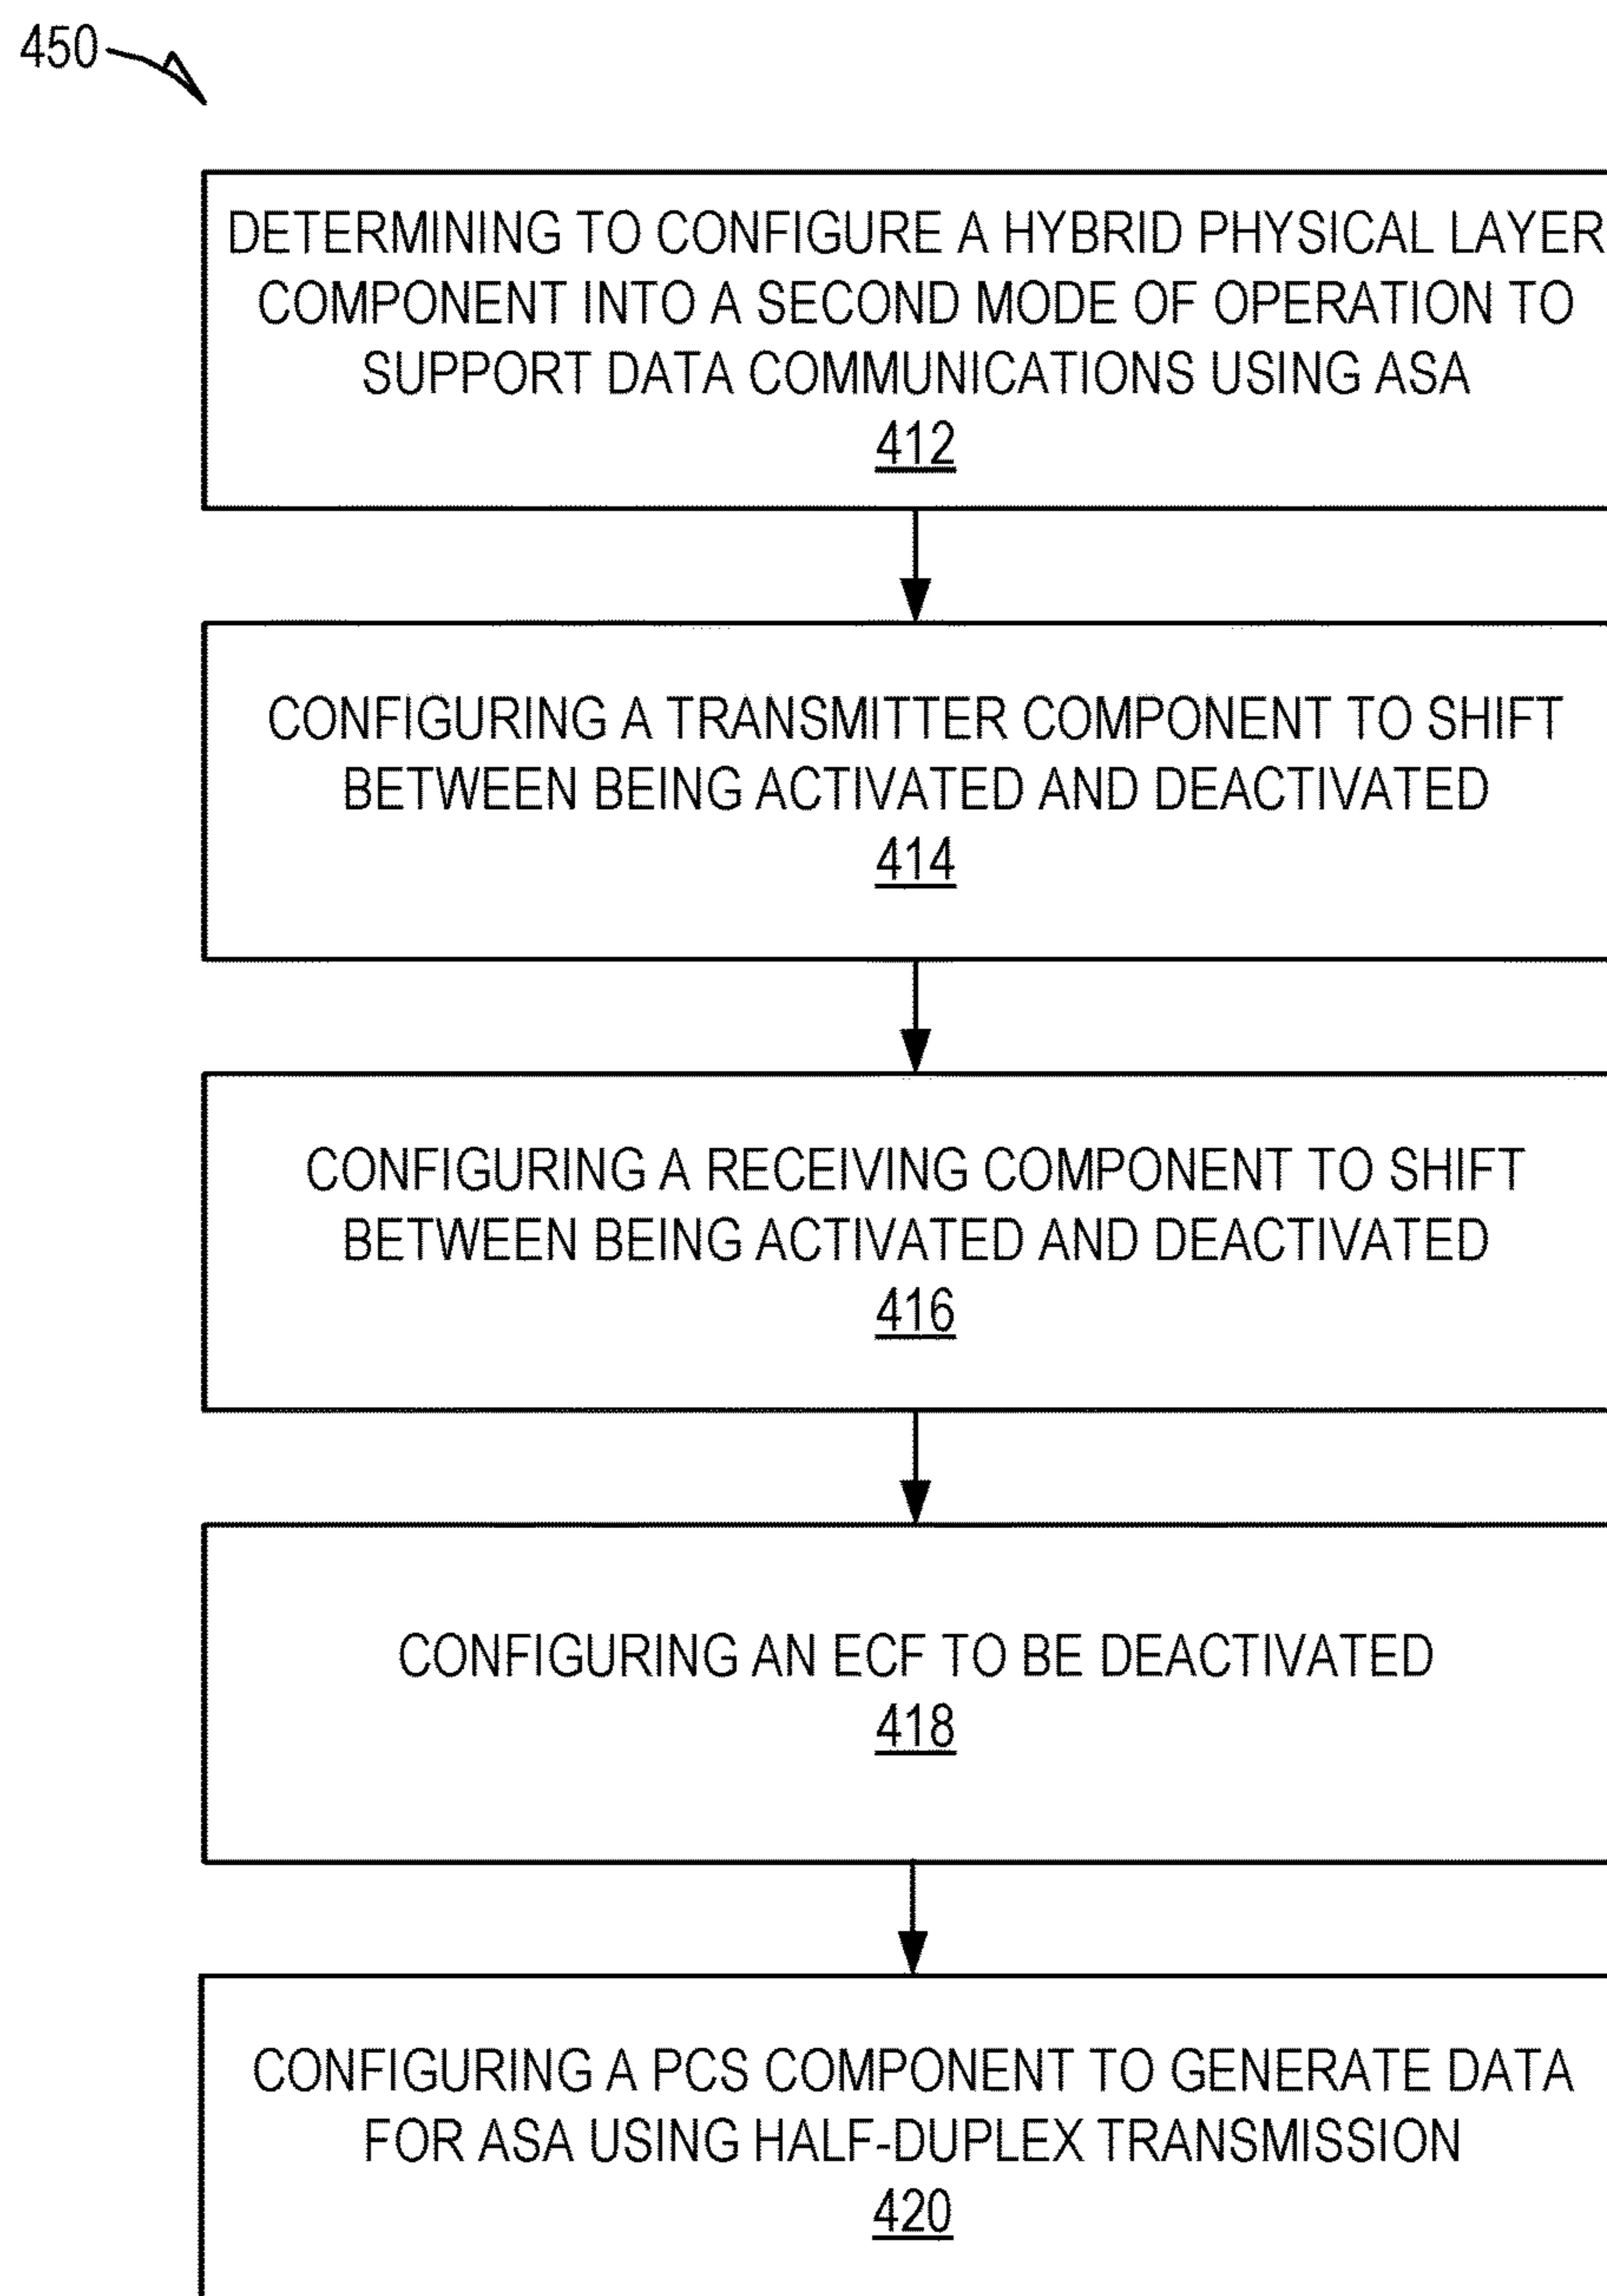 450
DETERMINING TO CONFIGURE A HYBRID PHYSICAL LAYER
COMPONENT INTO A SECOND MODE OF OPERATION TO
SUPPORT DATA COMMUNICATIONS USING ASA
412
CONFIGURING A TRANSMITTER COMPONENT TO SHIFT
BETWEEN BEING ACTIVATED AND DEACTIVATED
414
CONFIGURING A RECEIVING COMPONENT TO SHIFT
BETWEEN BEING ACTIVATED AND DEACTIVATED
416
CONFIGURING AN ECF TO BE DEACTIVATED
418
CONFIGURING A PCS COMPONENT TO GENERATE DATA
FOR ASA USING HALF-DUPLEX TRANSMISSION
420